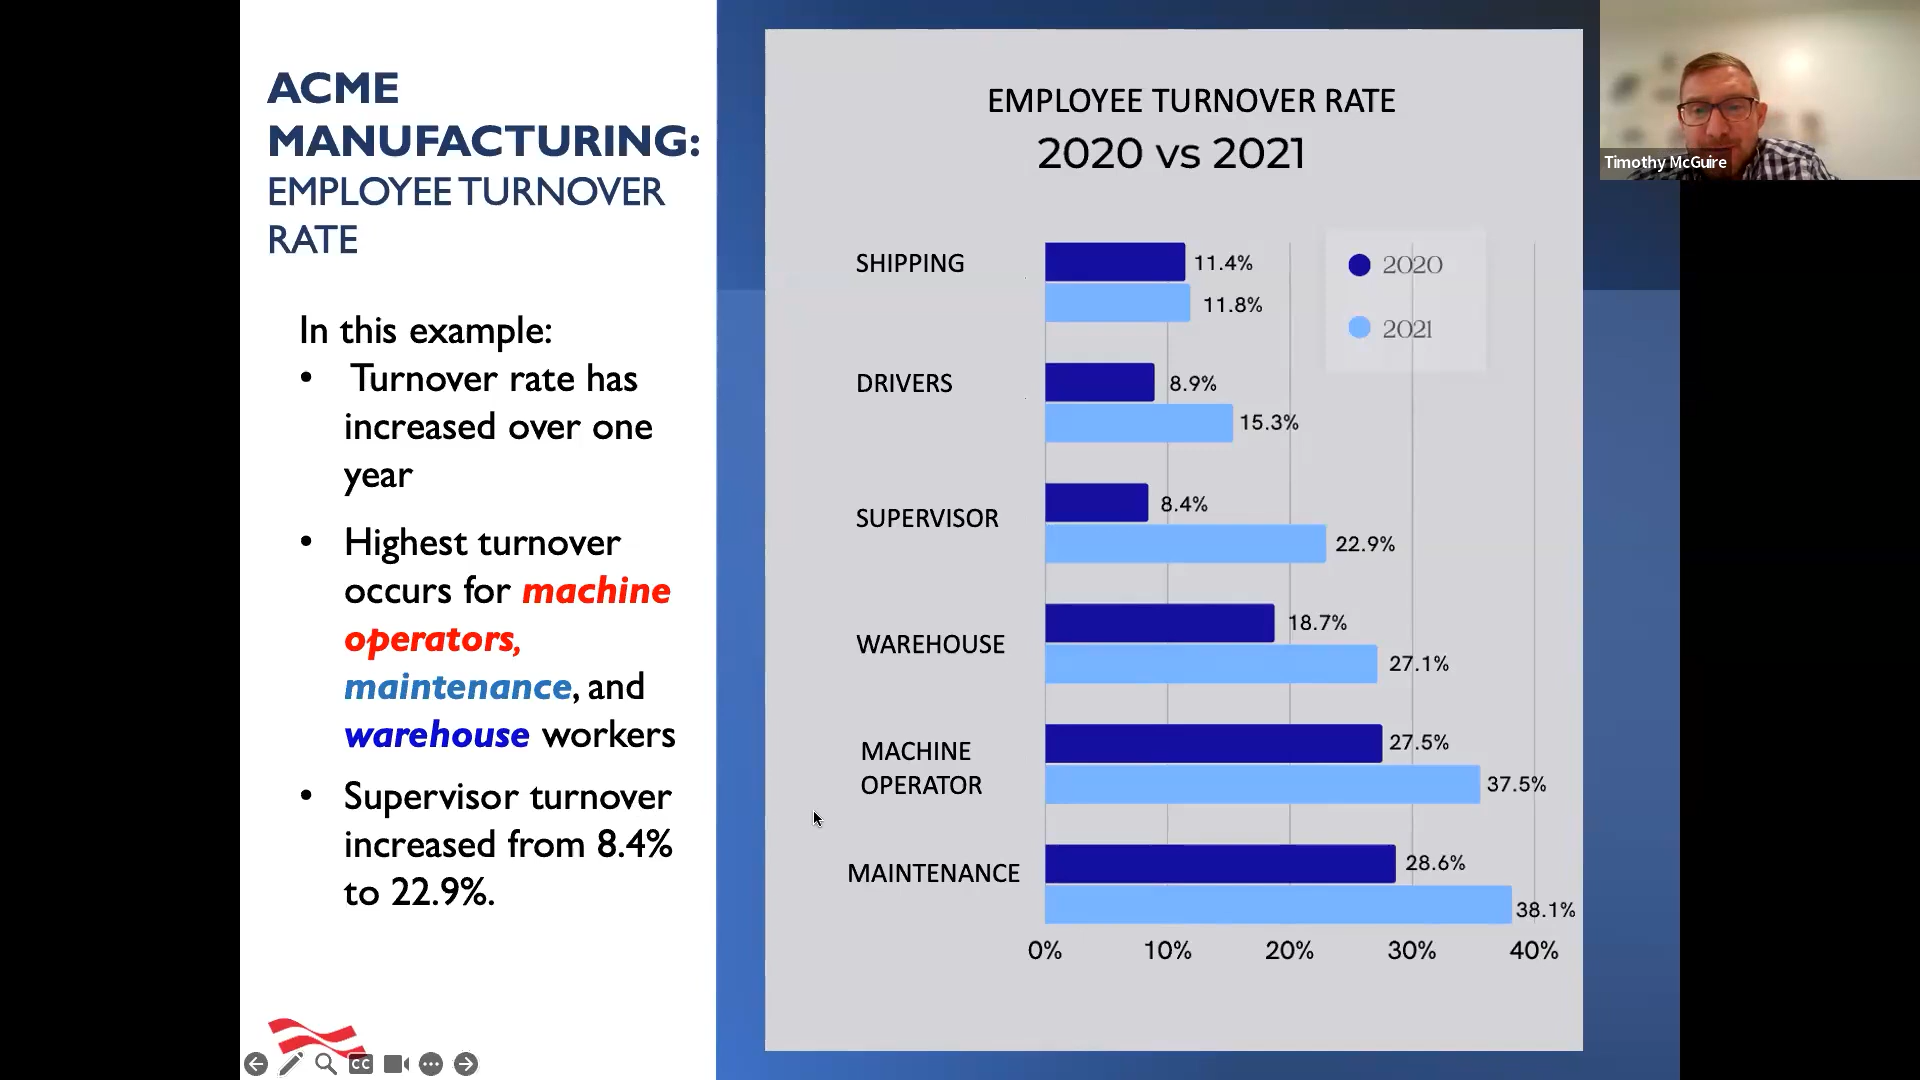 ACME
MANUFACTURING:
EMPLOYEE TURNOVER
RATE
In this example:
• Turnover rate has
increased over one
year
• Highest turnover
occurs for machine
operators,
maintenance, and
warehouse workers
• Supervisor turnover
increased from 8.4%
to 22.9%.
CC
EMPLOYEE TURNOVER RATE
2020 vs 2021
2020
2021
SHIPPING
11.4%
11.8%
DRIVERS
8.9%
15.3%
SUPERVISOR
8.4%
22.9%
WAREHOUSE
18.7%
27.1%
MACHINE
OPERATOR
27.5%
37.5%
MAINTENANCE
28.6%
38.1%
0% 10% 20% 30% 40%
Timothy McGuire